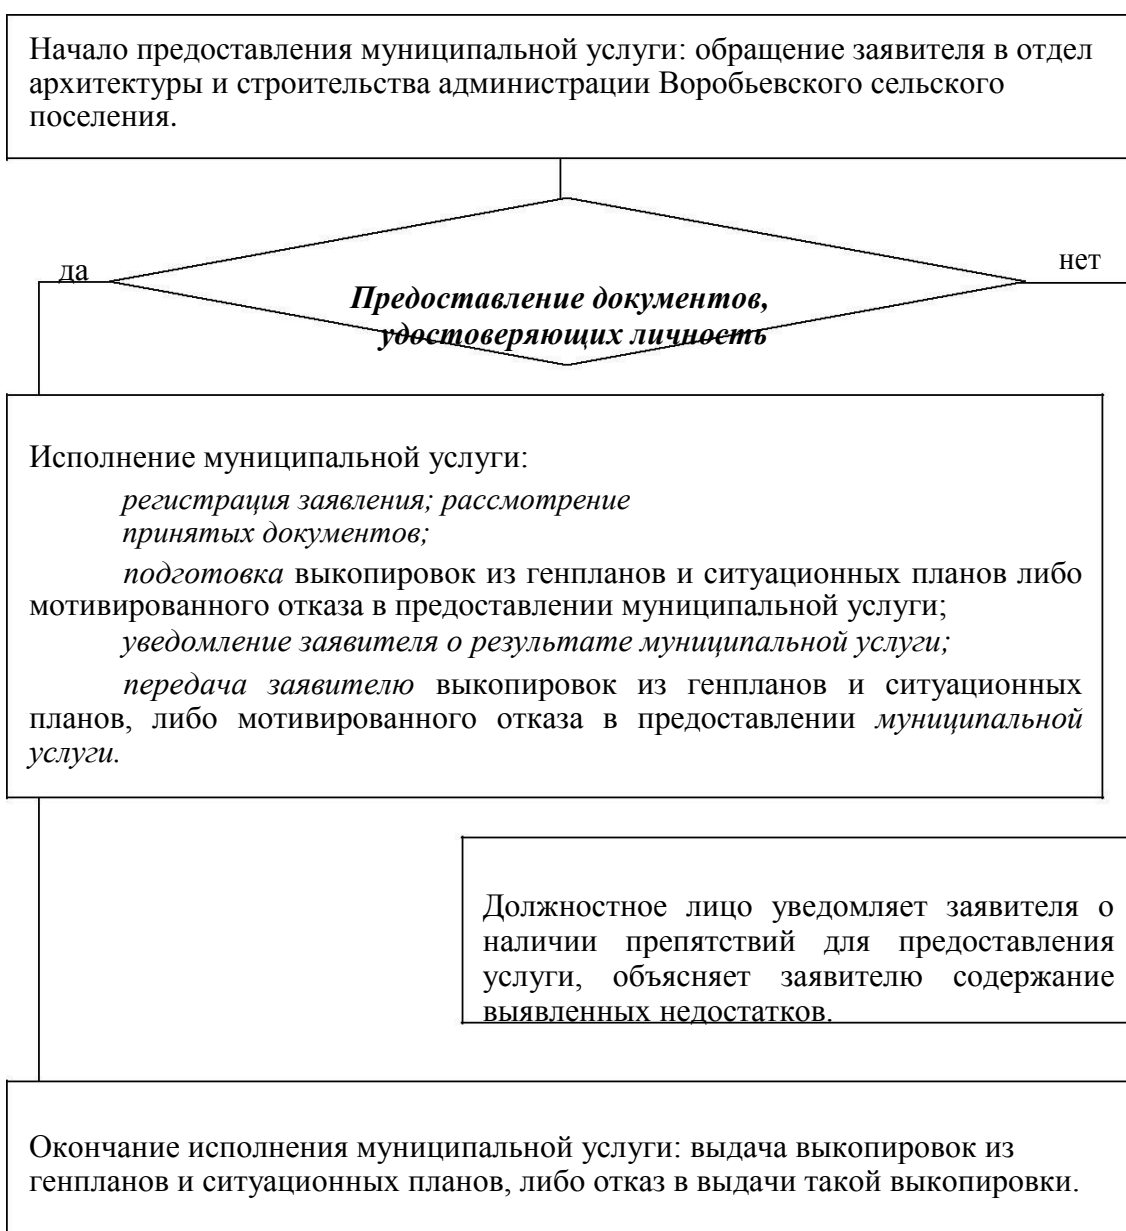 Начало предоставления муниципальной услуги: обращение заявителя в отдел
архитектуры и строительства администрации Воробьевского сельского
поселения.
да
нет
Предоставление документов,
удостоверяющих личность
Исполнение муниципальной услуги:
регистрация заявления; рассмотрение
принятых документов;
подготовка выкопировок из генпланов и ситуационных планов либо
мотивированного отказа в предоставлении муниципальной услуги;
уведомление заявителя о результате муниципальной услуги;
передача заявителю выкопировок из генпланов и ситуационных
планов, либо мотивированного отказа в предоставлении муниципальной
услуги.
Должностное лицо уведомляет заявителя о
наличии препятствий для предоставления
услуги, объясняет заявителю содержание
выявленных недостатков.
Окончание исполнения муниципальной услуги: выдача выкопировок из
генпланов и ситуационных планов, либо отказ в выдачи такой выкопировки.